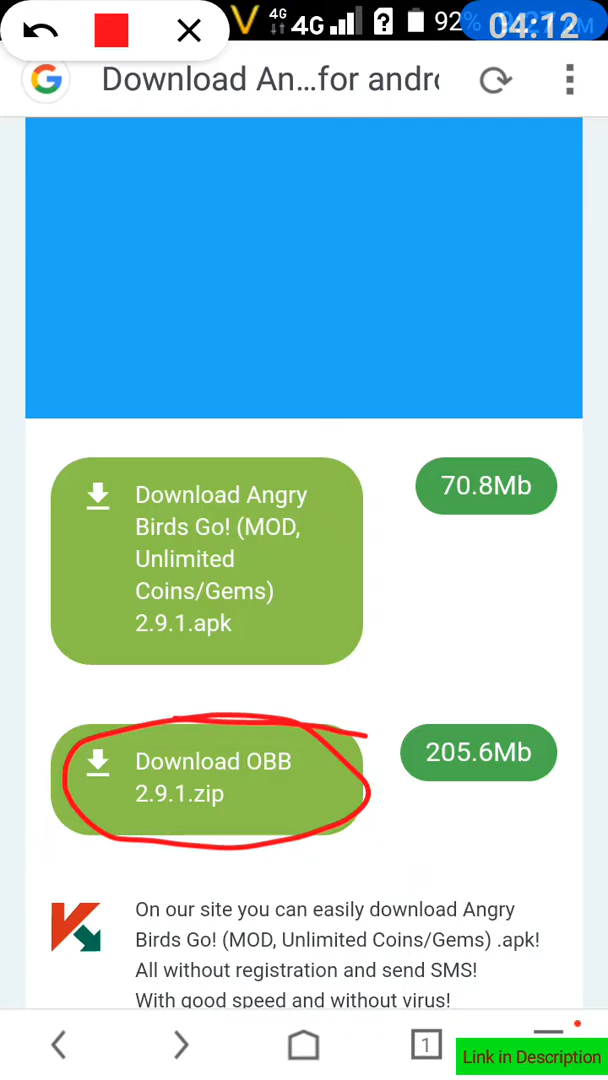 4G
4G
92%
04:12
Download An...for andro
Download Angry
Birds Go! (MOD,
Unlimited
Coins/Gems)
2.9.1.apk
70.8Mb
Download OBB
2.9.1.zip
205.6Mb
On our site you can easily download Angry
Birds Go! (MOD, Unlimited Coins/Gems) .apk!
All without registration and send SMS!
With good speed and without virus!
1
Link in Description